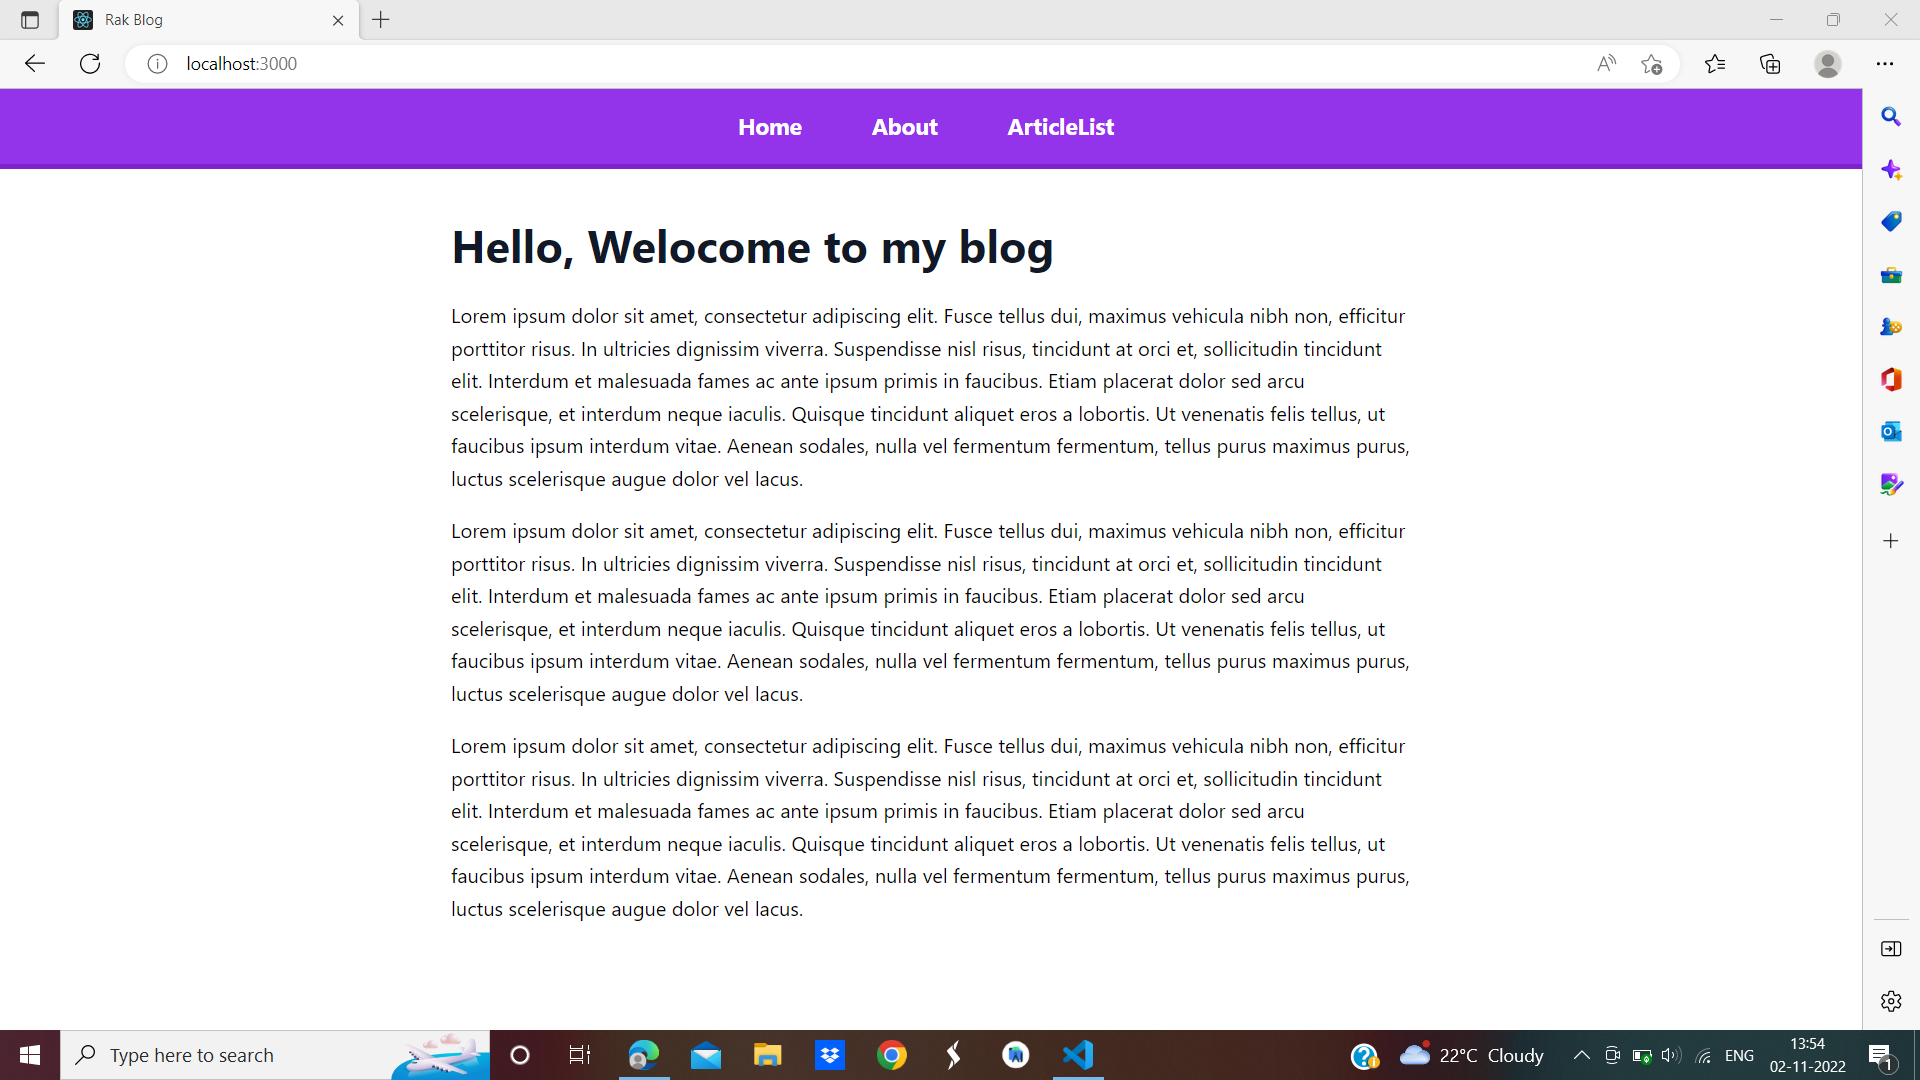 Rak Blog
localhost:3000
Home About ArticleList
Hello, Welocome to my blog
Lorem ipsum dolor sit amet, consectetur adipiscing elit. Fusce tellus dui, maximus vehicula nibh non, efficitur
porttitor risus. In ultricies dignissim viverra. Suspendisse nisl risus, tincidunt at orci et, sollicitudin tincidunt
elit. Interdum et malesuada fames ac ante ipsum primis in faucibus. Etiam placerat dolor sed arcu
scelerisque, et interdum neque iaculis. Quisque tincidunt aliquet eros a lobortis. Ut venenatis felis tellus, ut
faucibus ipsum interdum vitae. Aenean sodales, nulla vel fermentum fermentum, tellus purus maximus purus,
luctus scelerisque augue dolor vel lacus.
Lorem ipsum dolor sit amet, consectetur adipiscing elit. Fusce tellus dui, maximus vehicula nibh non, efficitur
porttitor risus. In ultricies dignissim viverra. Suspendisse nisl risus, tincidunt at orci et, sollicitudin tincidunt
elit. Interdum et malesuada fames ac ante ipsum primis in faucibus. Etiam placerat dolor sed arcu
scelerisque, et interdum neque iaculis. Quisque tincidunt aliquet eros a lobortis. Ut venenatis felis tellus, ut
faucibus ipsum interdum vitae. Aenean sodales, nulla vel fermentum fermentum, tellus purus maximus purus,
luctus scelerisque augue dolor vel lacus.
Lorem ipsum dolor sit amet, consectetur adipiscing elit. Fusce tellus dui, maximus vehicula nibh non, efficitur
porttitor risus. In ultricies dignissim viverra. Suspendisse nisl risus, tincidunt at orci et, sollicitudin tincidunt
elit. Interdum et malesuada fames ac ante ipsum primis in faucibus. Etiam placerat dolor sed arcu
scelerisque, et interdum neque iaculis. Quisque tincidunt aliquet eros a lobortis. Ut venenatis felis tellus, ut
faucibus ipsum interdum vitae. Aenean sodales, nulla vel fermentum fermentum, tellus purus maximus purus,
luctus scelerisque augue dolor vel lacus.
Type here to search
22°C Cloudy
ENG
13:54
02-11-2022
1